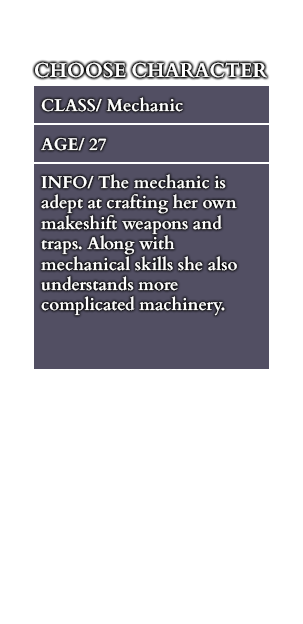 CHOOSE CHARACTER
CLASS/ Mechanic
AGE/ 27
INFO/ The mechanic is
adept at crafting her own
makeshift weapons and
traps. Along with
mechanical skills she also
understands more
complicated machinery.